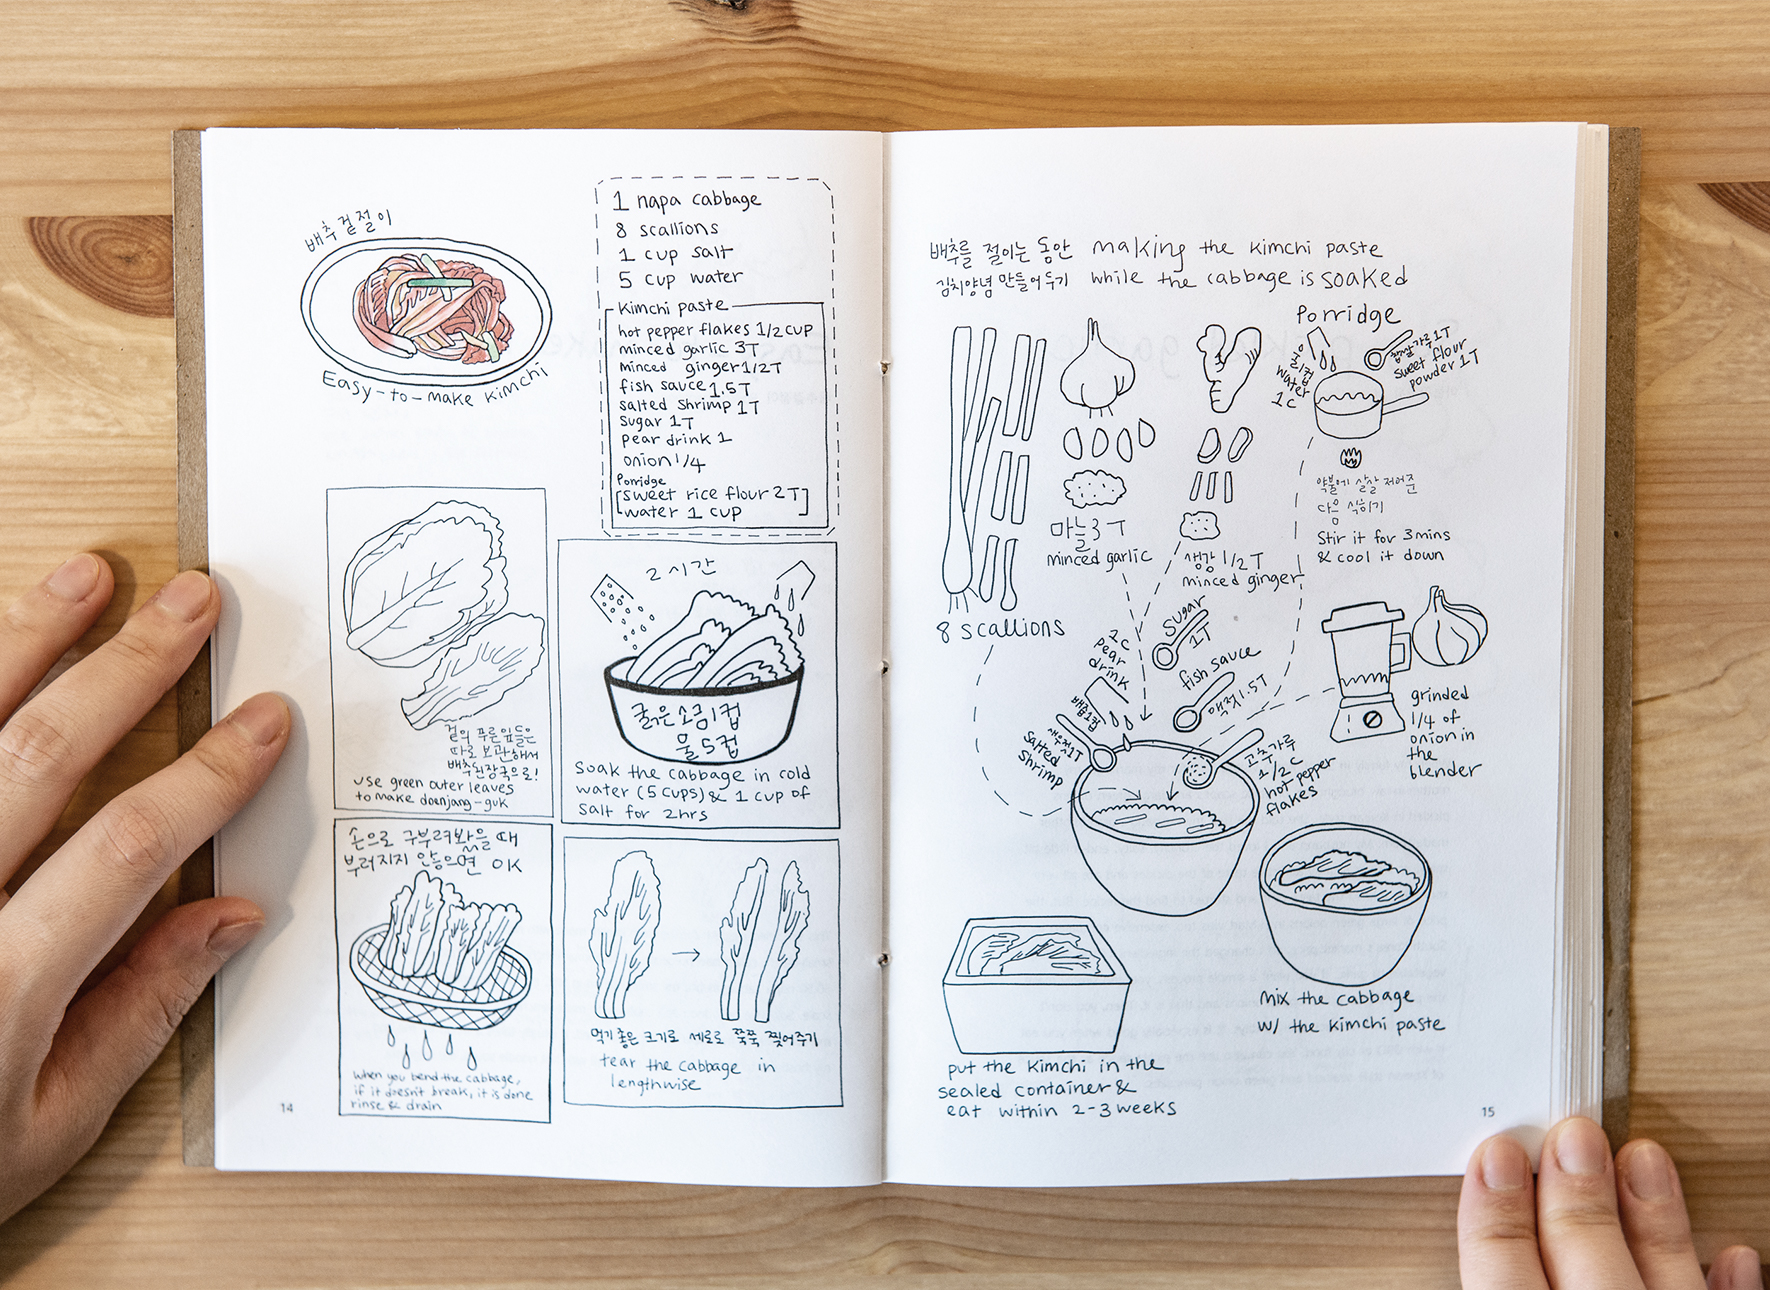 배추 겉절이
Easy-to-make kimchi
1 napa cabbage
8 scallions
1 cup salt
5 cup water
Kimchi paste
hot pepper flakes 1/2 cup
minced garlic 3T
minced ginger 1/2 T
fish sauce 1.5T
salted shrimp 1T
sugar 1T
pear drink 1
onion 1/4
Porridge
[sweet rice flour 2T]
[water 1 cup]
겉의 푸른잎들은
따로 보관해서
배추된장국으로!
use green outer leaves
to make doenjang-guk
2시간
굵은소금1컵
물5컵
soak the cabbage in cold
water (5 cups) & 1 cup of
salt for 2hrs
손으로 구부려봤을 때
부러지지 않으면 OK
when you bend the cabbage,
if it doesn't break, it is done
rinse & drain
먹기 좋은 크기로 세로로 쭉쭉 찢어주기
tear the cabbage in
lengthwise
14
배추를 절이는 동안 making the kimchi paste
김치양념 만들어두기 while the cabbage is soaked
8 scallions
마늘3T
minced garlic
생강 1/2T
minced ginger
Porridge
물1컵
water
1c
찹쌀가루1T
sweet flour
powder 1T
약불에 살살 저어준
다음 식히기
Stir it for 3mins
& cool it down
sugar
1T
2c
pear
drink
배음료1컵
fish sauce
액젓1.5T
새우젓1T
salted
shrimp
고추가루
1/2c
hot pepper
flakes
grinded
1/4 of
onion in
the
blender
mix the cabbage
w/ the kimchi paste
put the kimchi in the
sealed container &
eat within 2-3 weeks
15